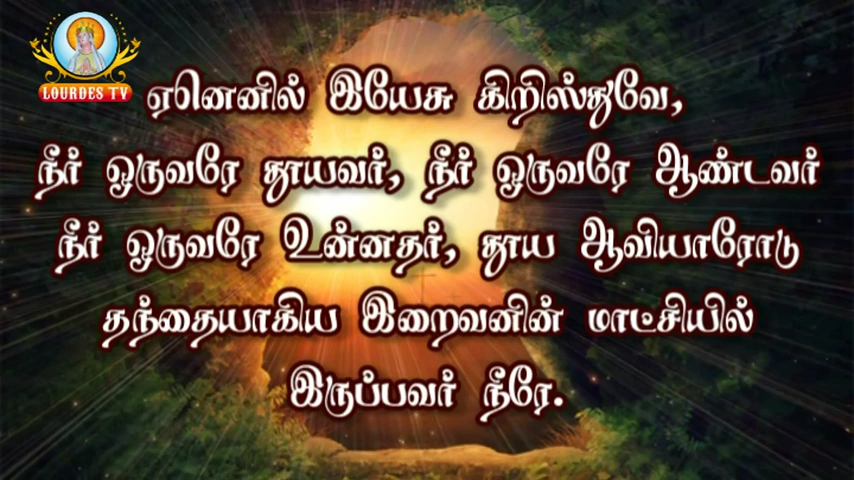 LOURDES TV
ஏனெனில் இயேசு கிறிஸ்துவே,
நீர் ஒருவரே தூயவர், நீர் ஒருவரே ஆண்டவர்
நீர் ஒருவரே உன்னதர், தூய ஆவியாரோடு
தந்தையாகிய இறைவனின் மாட்சியில்
இருப்பவர் நீரே.